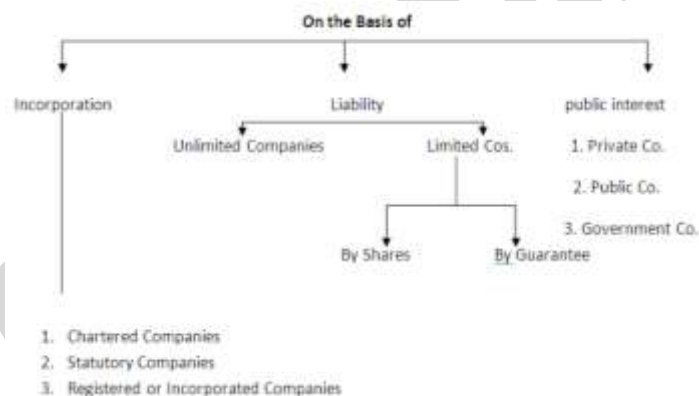 On the Basis of
Incorporation
Liability
public interest
Unlimited Companies
Limited Cos.
1. Private Co.
2. Public Co.
3. Government Co.
By Shares
By Guarantee
1. Chartered Companies
2. Statutory Companies
3. Registered or Incorporated Companies